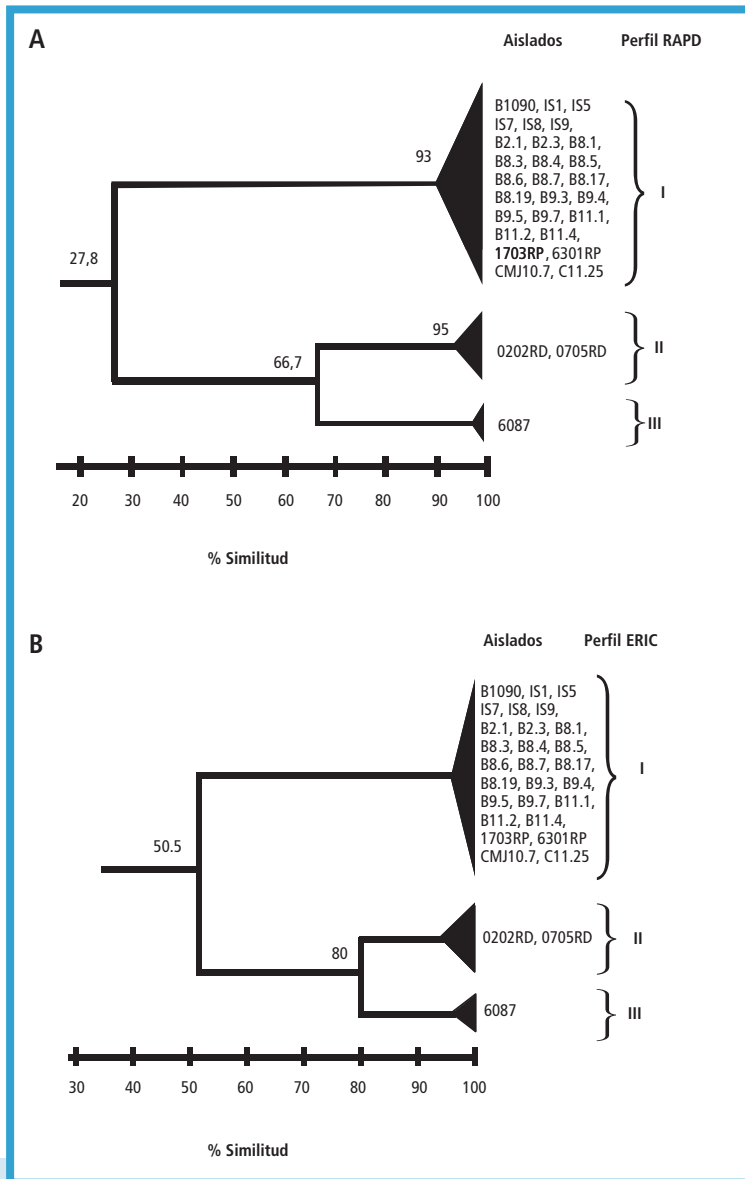 A
Aislados Perfil RAPD
B1090, IS1, IS5
IS7, IS8, IS9,
B2.1, B2.3, B8.1,
B8.3, B8.4, B8.5,
B8.6, B8.7, B8.17,
B8.19, B9.3, B9.4,
B9.5, B9.7, B11.1,
B11.2, B11.4,
1703RP, 6301RP
CMJ10.7, C11.25
I
93
27,8
95
0202RD, 0705RD
II
66,7
6087
III
20 30 40 50 60 70 80 90 100
% Similitud
B
Aislados Perfil ERIC
B1090, IS1, IS5
IS7, IS8, IS9,
B2.1, B2.3, B8.1,
B8.3, B8.4, B8.5,
B8.6, B8.7, B8.17,
B8.19, B9.3, B9.4,
B9.5, B9.7, B11.1,
B11.2, B11.4,
1703RP, 6301RP
CMJ10.7, C11.25
I
50.5
0202RD, 0705RD
II
80
6087
III
30 40 50 60 70 80 90 100
% Similitud